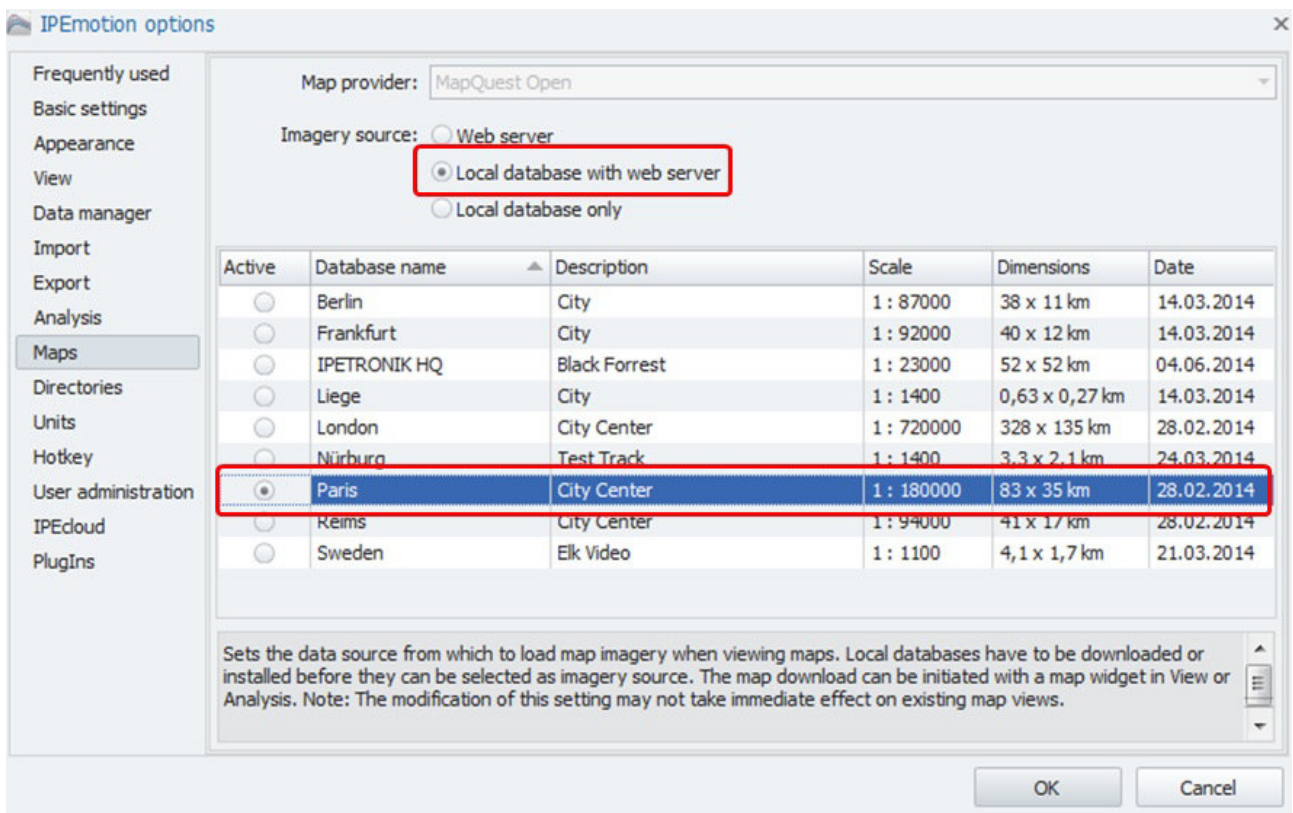 IPEmotion options
Frequently used
Basic settings
Appearance
View
Data manager
Import
Export
Analysis
Maps
Directories
Units
Hotkey
User administration
IPEcloud
PlugIns
Map provider: MapQuest Open
Imagery source: Web server
Local database with web server
Local database only
Active Database name Description Scale Dimensions Date
Berlin City 1 : 87000 38 x 11 km 14.03.2014
Frankfurt City 1 : 92000 40 x 12 km 14.03.2014
IPETRONIK HQ Black Forrest 1 : 23000 52 x 52 km 04.06.2014
Liege City 1 : 1400 0,63 x 0,27 km 14.03.2014
London City Center 1 : 720000 328 x 135 km 28.02.2014
Nürburg Test Track 1 : 1400 3,3 x 2,1 km 24.03.2014
Paris City Center 1 : 180000 83 x 35 km 28.02.2014
Reims City Center 1 : 94000 41 x 17 km 28.02.2014
Sweden Elk Video 1 : 1100 4,1 x 1,7 km 21.03.2014
Sets the data source from which to load map imagery when viewing maps. Local databases have to be downloaded or
installed before they can be selected as imagery source. The map download can be initiated with a map widget in View or
Analysis. Note: The modification of this setting may not take immediate effect on existing map views.
OK Cancel